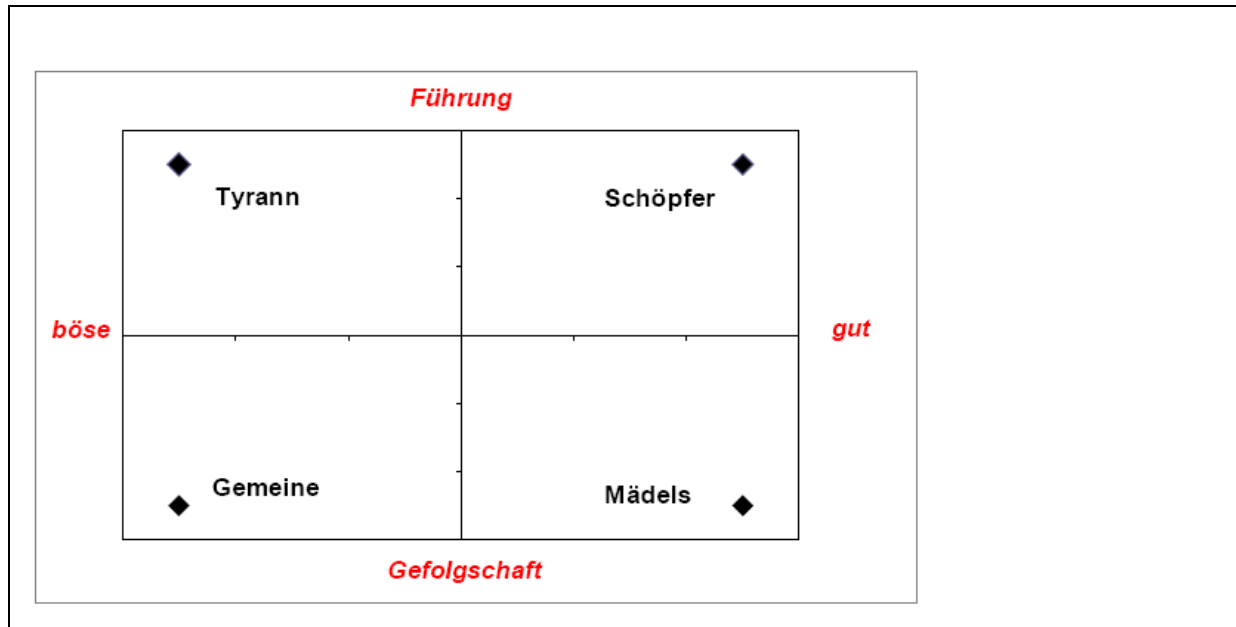 Führung
Tyrann
Schöpfer
böse
gut
Gemeine
Mädels
Gefolgschaft